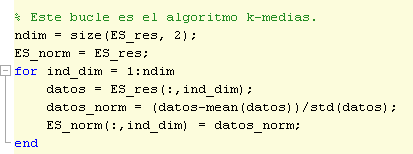 % Este bucle es el algoritmo k-medias.
ndim = size(ES_res, 2);
ES_norm = ES_res;
for ind_dim = 1:ndim
datos = ES_res(:,ind_dim);
datos_norm = (datos-mean(datos))/std(datos);
ES_norm(:,ind_dim) = datos_norm;
end